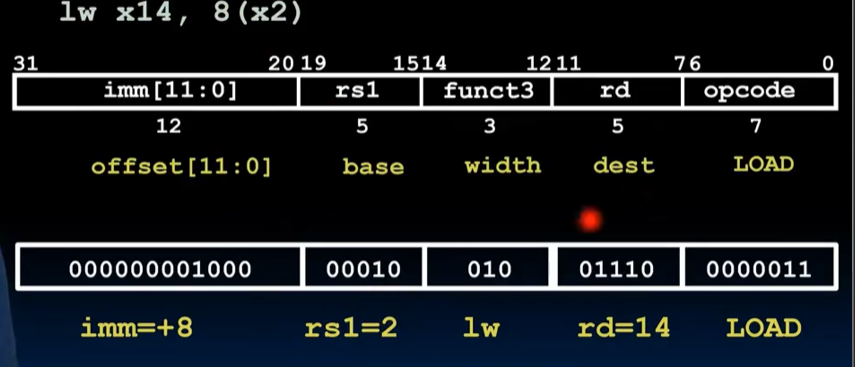 lw x14, 8(x2)
31 20 19 15 14 12 11 7 6 0
imm[11:0] rs1 funct3 rd opcode
12 5 3 5 7
offset[11:0] base width dest LOAD
000000001000 00010 010 01110 0000011
imm=+8 rs1=2 lw rd=14 LOAD